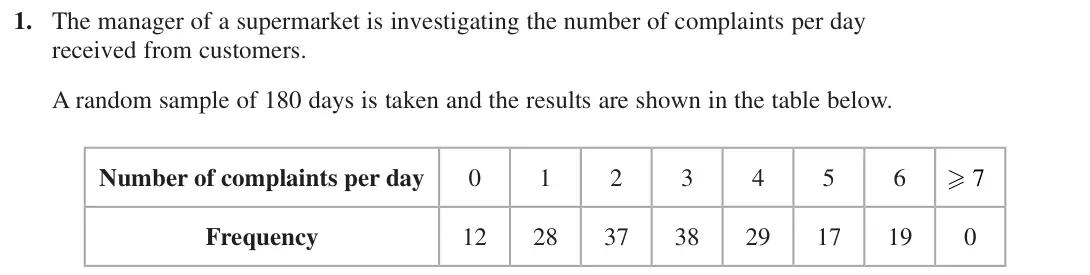 1. The manager of a supermarket is investigating the number of complaints per day
received from customers.
A random sample of 180 days is taken and the results are shown in the table below.
Number of complaints per day 0 1 2 3 4 5 6 ⩾ 7
Frequency 12 28 37 38 29 17 19 0